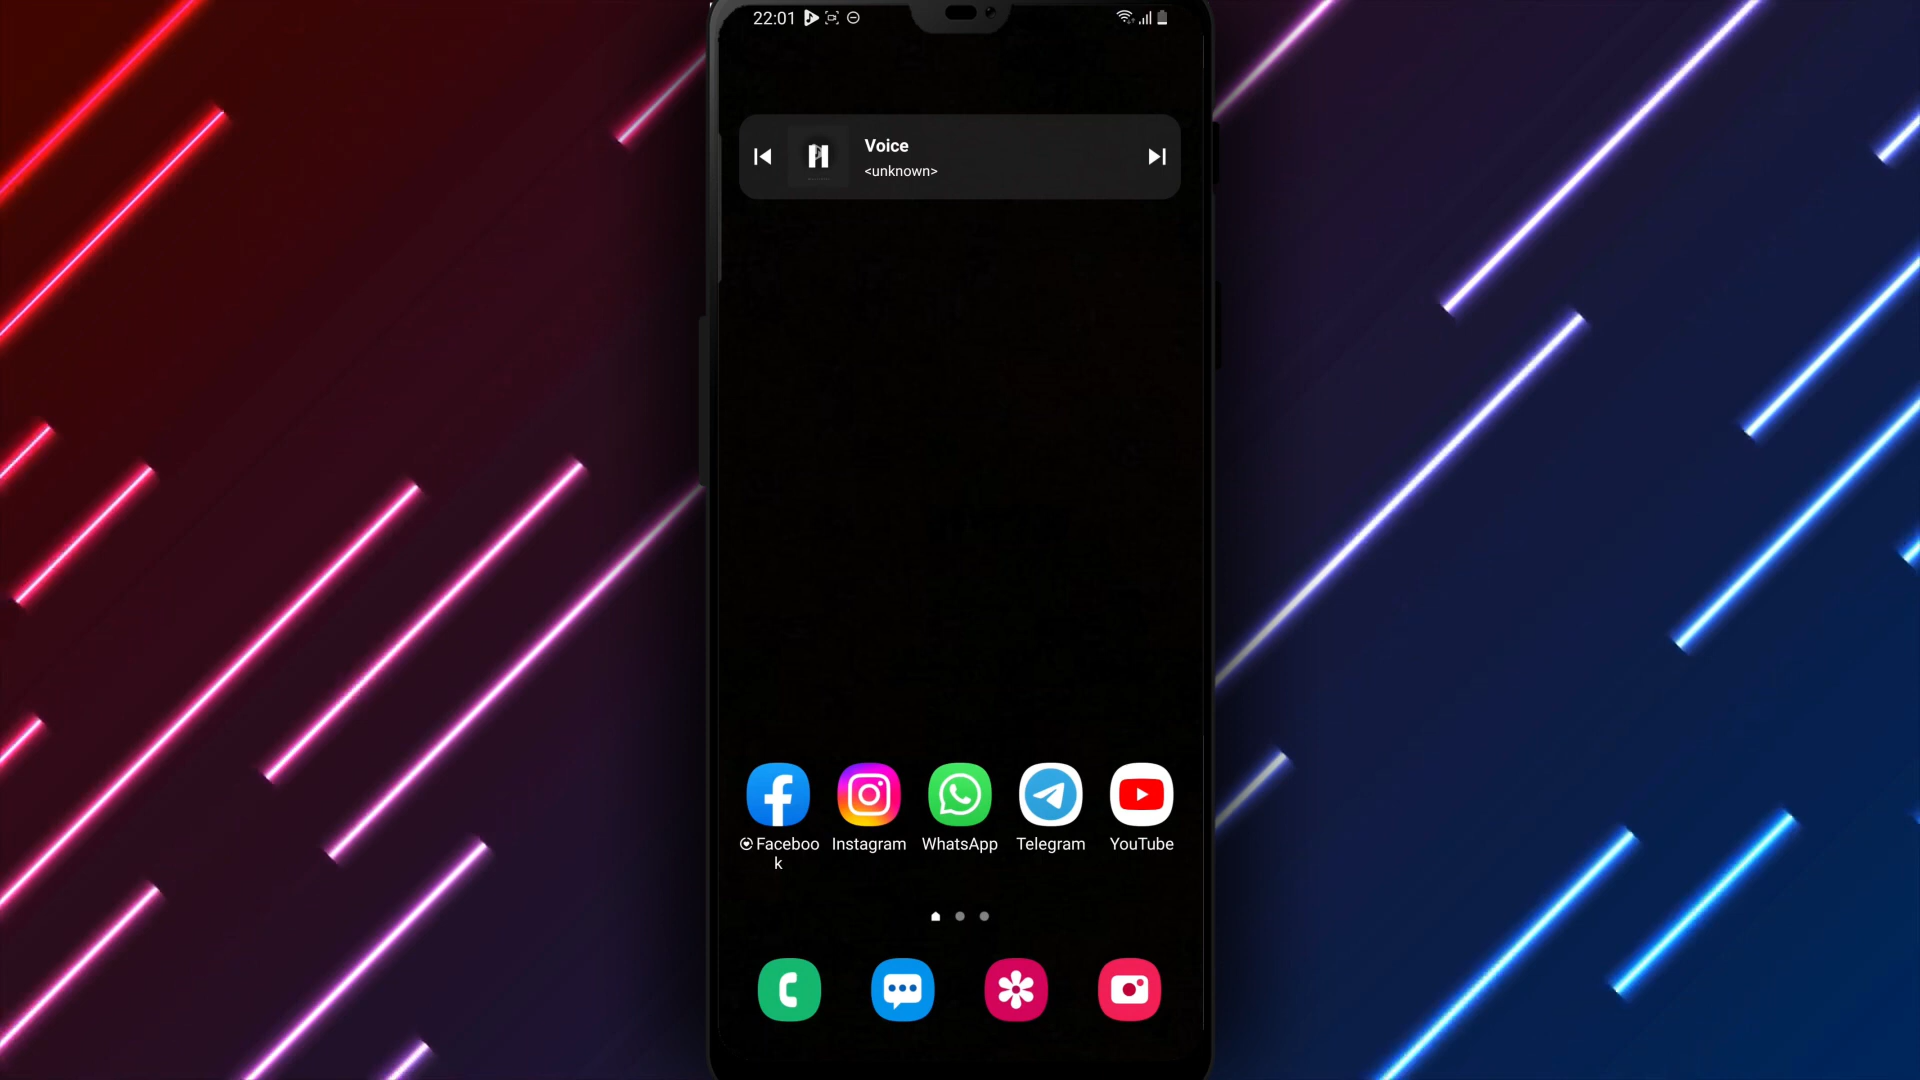 22:01
Voice
<unknown>
Faceboo
k
Instagram
WhatsApp
Telegram
YouTube